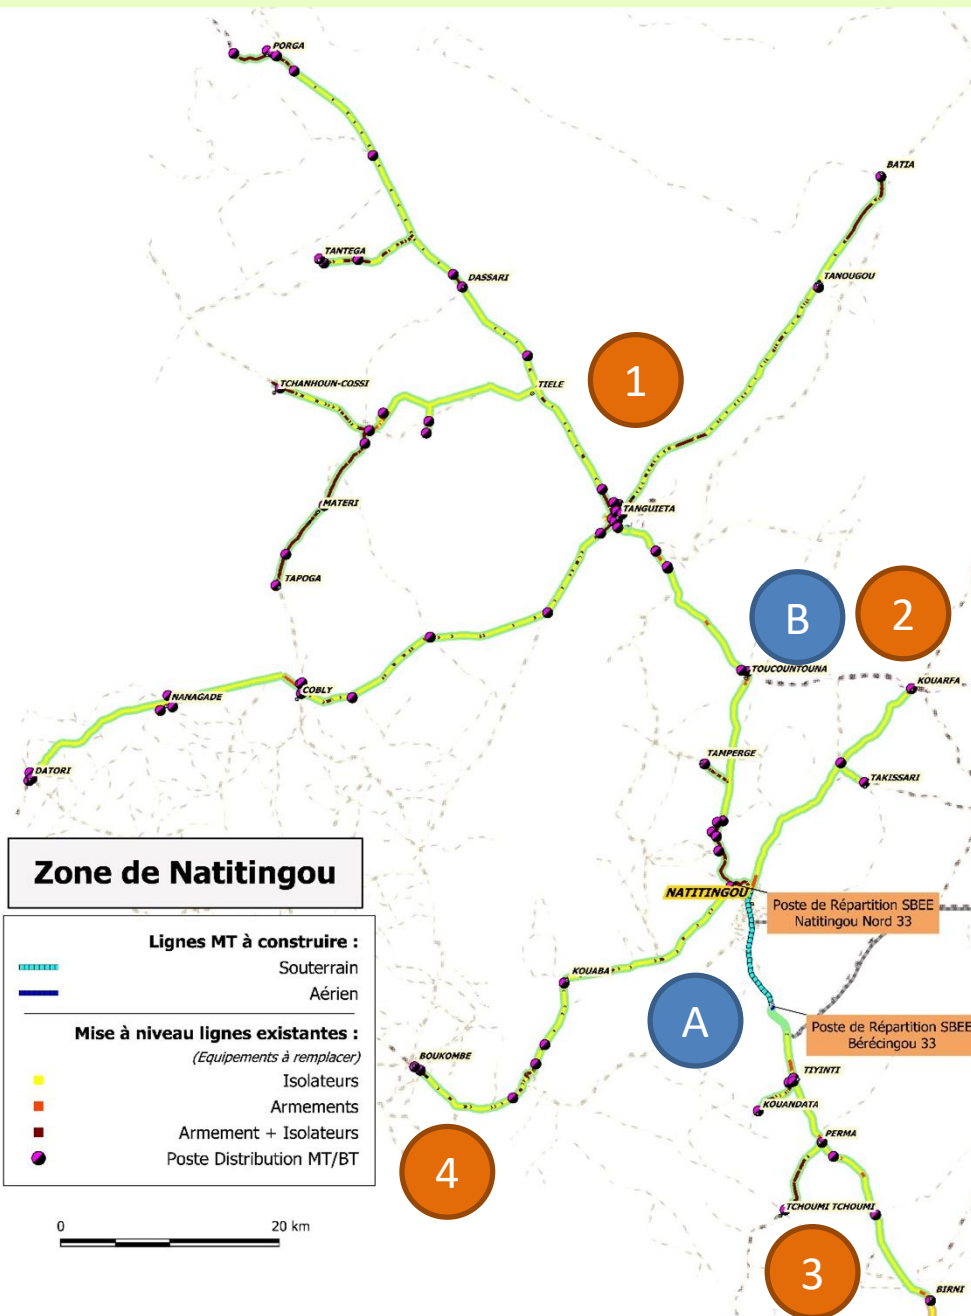 PORGA
BATIA
TANTEGA
DASSARI
TANOUGOU
1
TCHANHOUN-COSSI
TIELE
MATERI
TANGUIETA
TAPOGA
B
2
TOUCOUNTOUNA
KOUARFA
NANAGADE
COBLY
DATORI
TAMPERGE
TAKISSARI
Zone de Natitingou
NATITINGOU
Poste de Répartition SBEE
Natitingou Nord 33
Lignes MT à construire :
Souterrain
Aérien
Mise à niveau lignes existantes :
(Equipements à remplacer)
Isolateurs
Armements
Armement + Isolateurs
Poste Distribution MT/BT
KOUABA
A
Poste de Répartition SBEE
Bérécingou 33
BOUKOMBE
TIYINTI
KOUANDATA
PERMA
4
TCHOUMI TCHOUMI
3
BIRNI
0
20 km